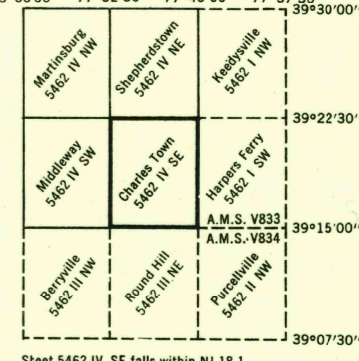 39°30'00"
Martinsburg
5462 IV NW
Shepherdstown
5462 IV NE
Keedysville
5462 I NW
39°22'30"
Middleway
5462 IV SW
Charles Town
5462 IV SE
Harpers Ferry
5462 I SW
A.M.S. V833
39°15'00"
A.M.S. V834
Berryville
5462 III NW
Round Hill
5462 III NE
Purcellville
5462 II NW
39°07'30"
Sheet 5462 IV SE falls within NJ 18-1